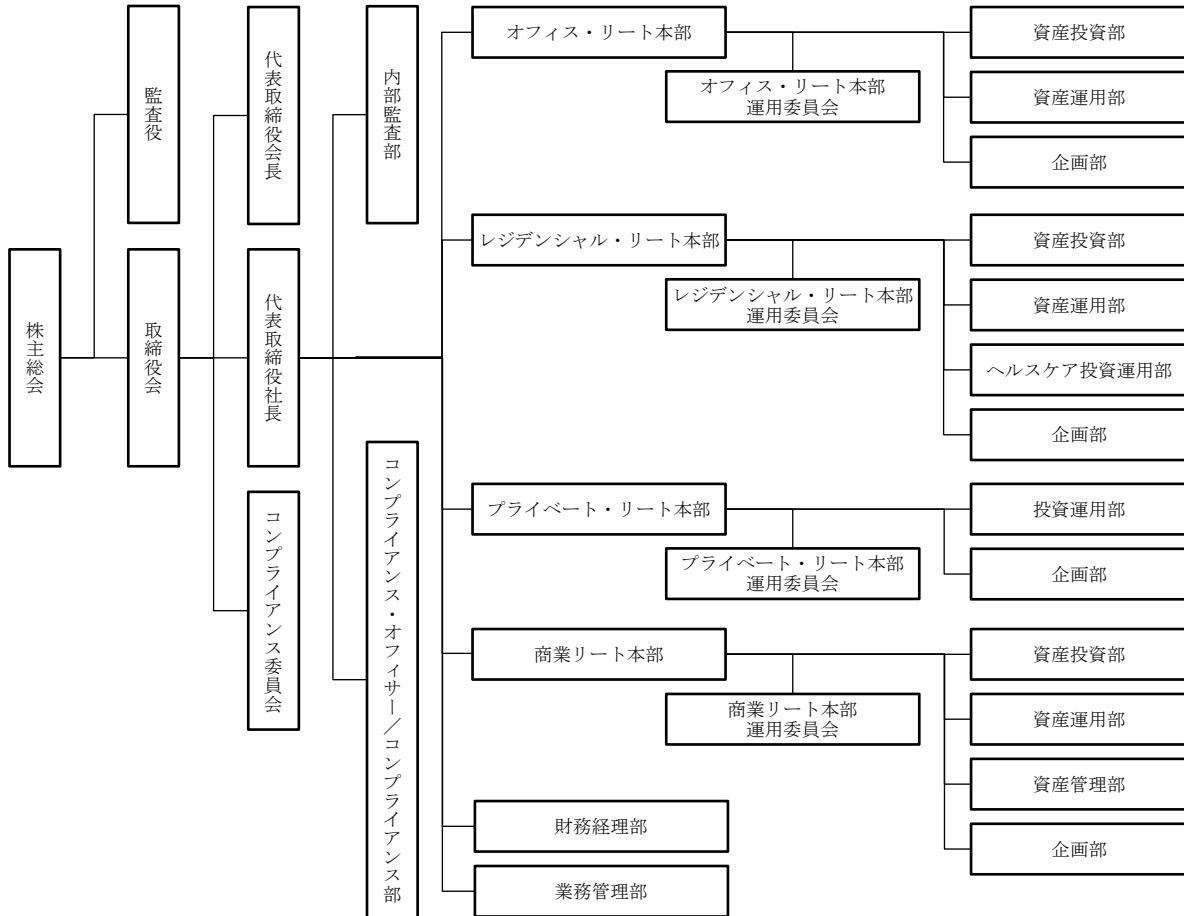 株主総会
監査役
取締役会
代表取締役会長
代表取締役社長
コンプライアンス委員会
内部監査部
コンプライアンス・オフィサー／コンプライアンス部
オフィス・リート本部
オフィス・リート本部
運用委員会
資産投資部
資産運用部
企画部
レジデンシャル・リート本部
レジデンシャル・リート本部
運用委員会
資産投資部
資産運用部
ヘルスケア投資運用部
企画部
プライベート・リート本部
プライベート・リート本部
運用委員会
投資運用部
企画部
商業リート本部
商業リート本部
運用委員会
資産投資部
資産運用部
資産管理部
企画部
財務経理部
業務管理部